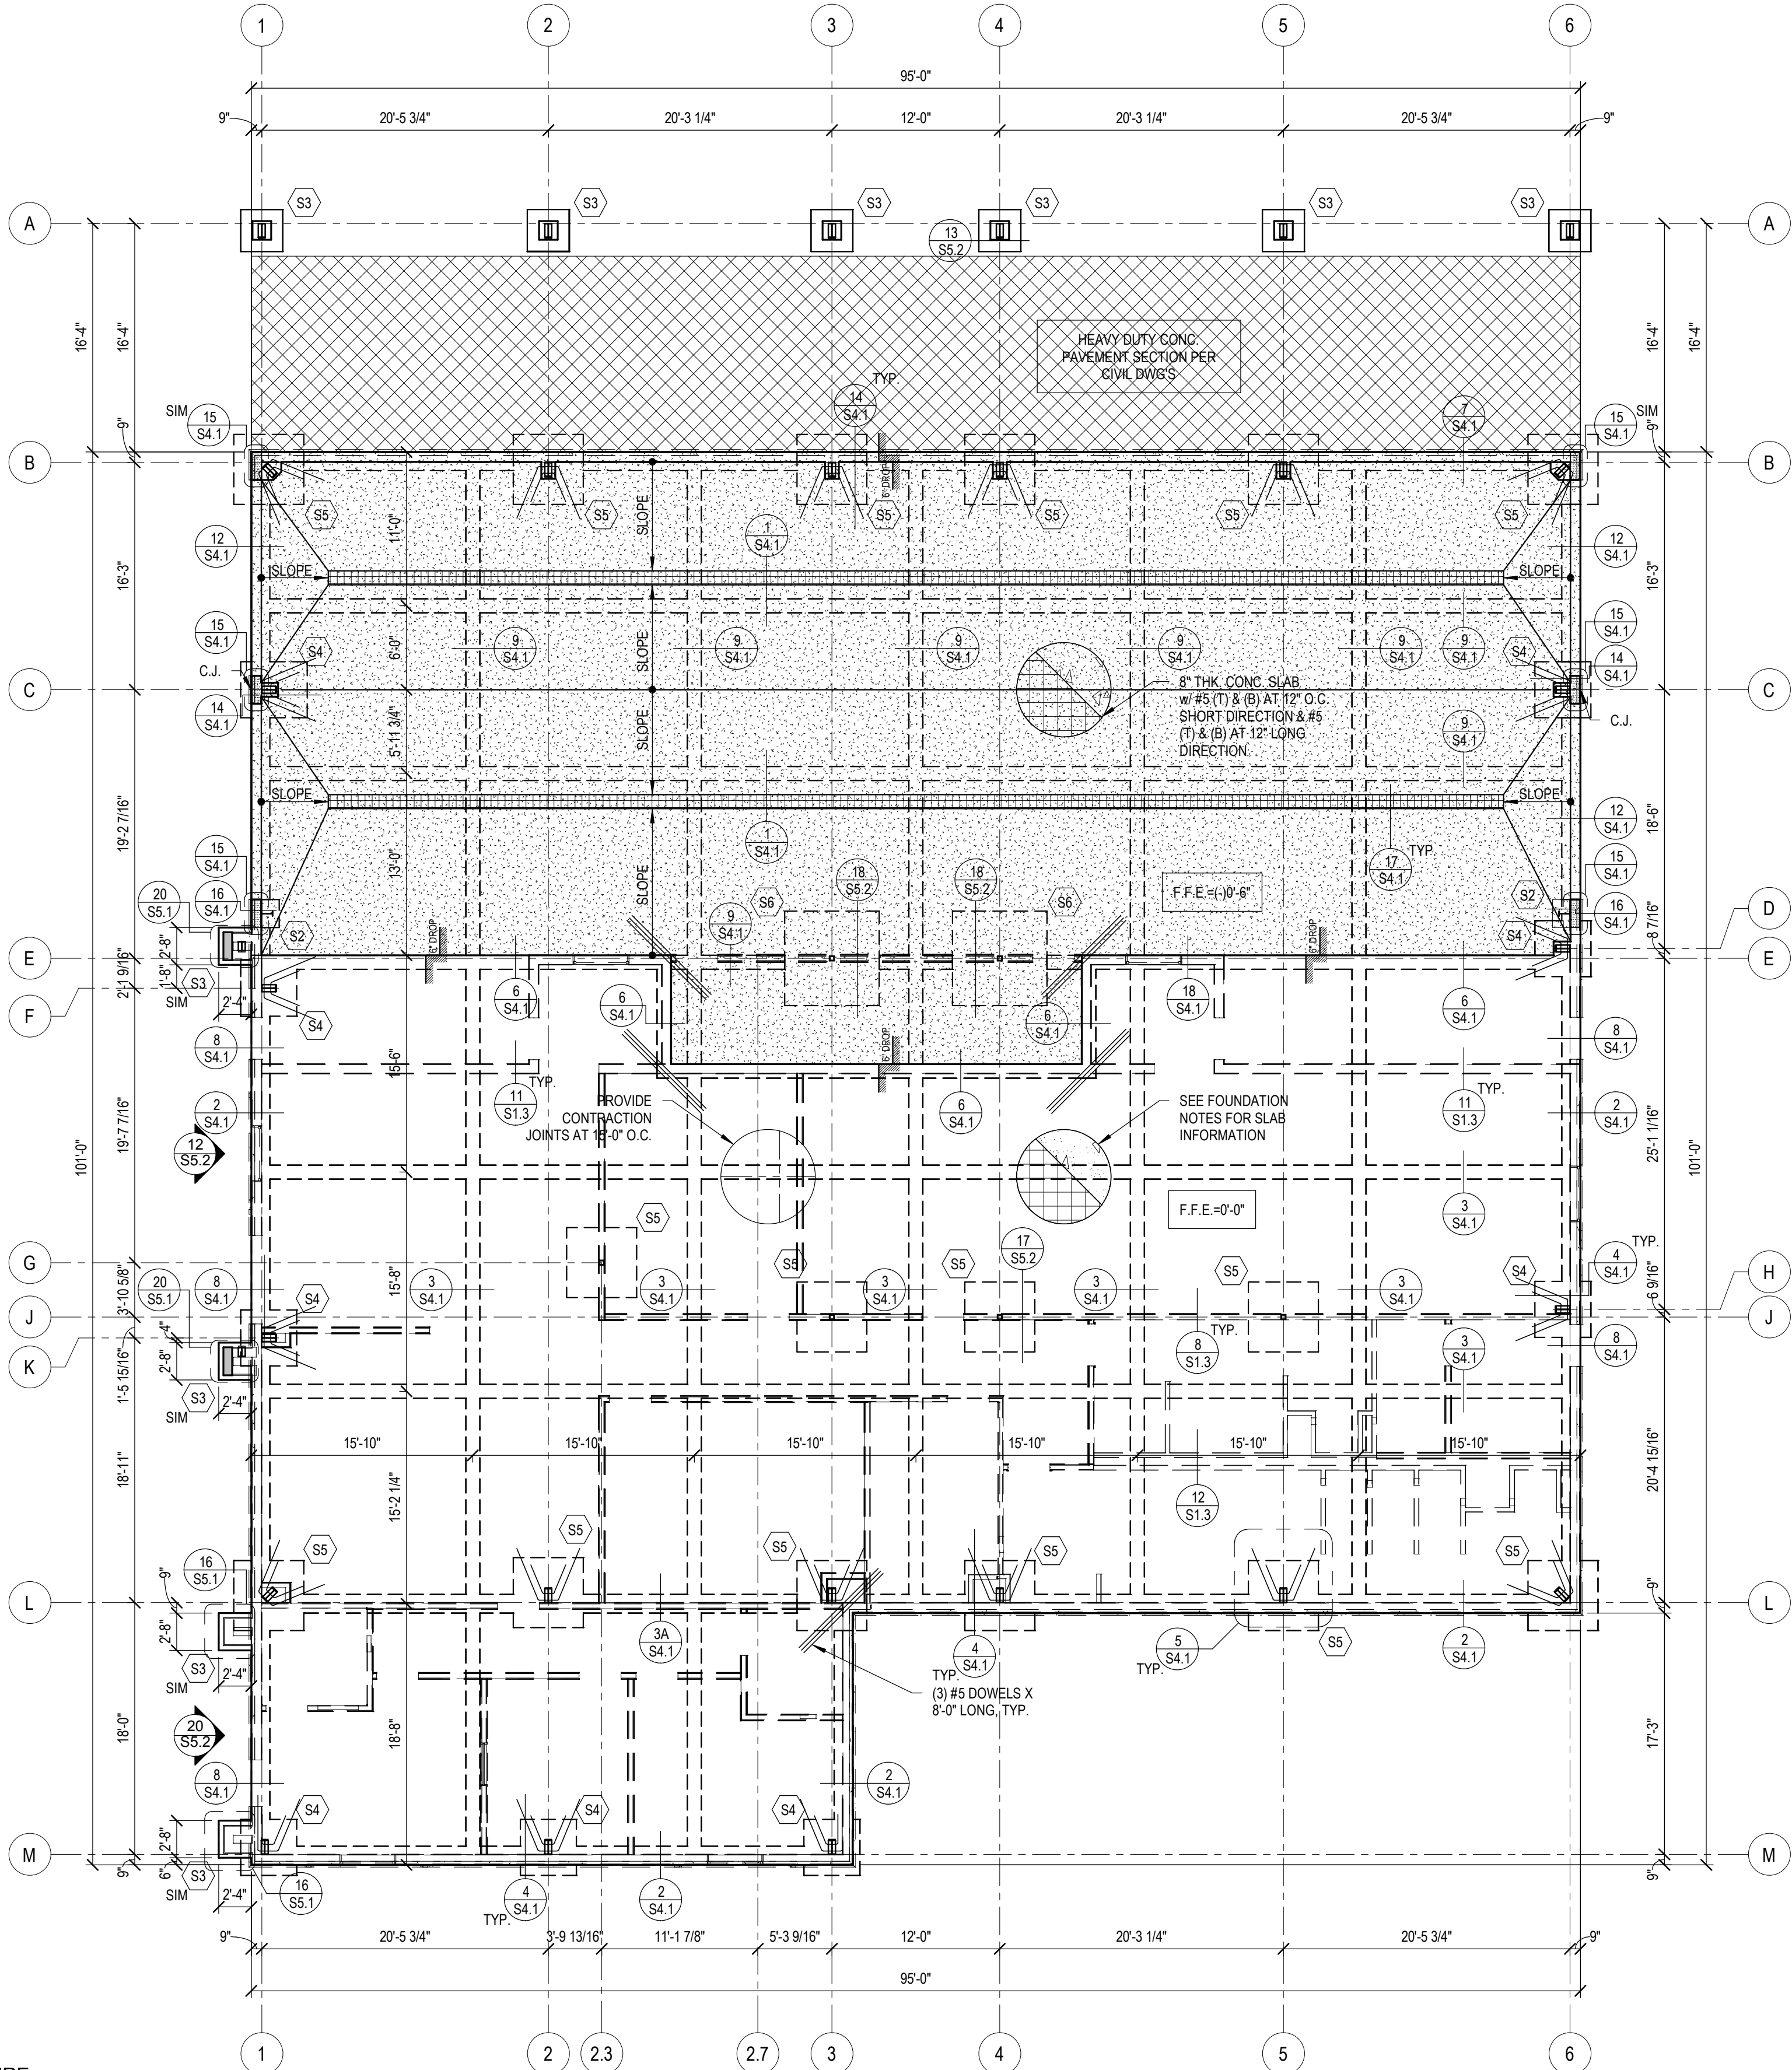 1 2 3 4 5 6
95'-0"
9" 20'-5 3/4" 20'-3 1/4" 12'-0" 20'-3 1/4" 20'-5 3/4" 9"
S3 S3 S3 S3 S3 S3
A A
13
S5.2
16'-4" 16'-4" 16'-4" 16'-4"
HEAVY DUTY CONC.
PAVEMENT SECTION PER
CIVIL DWG'S
TYP.
14
S4.1
7
S4.1
SIM
15
S4.1
9"
15
S4.1
SIM
9"
B B
6" DROP
S5 S5 S5 S5 S5 S5
11'-0"
SLOPE
1
S4.1
12
S4.1
12
S4.1
SLOPE SLOPE
16'-3" 16'-3"
15
S4.1
S4
6'-0"
9
S4.1
SLOPE
9
S4.1
9
S4.1
9
S4.1
9
S4.1
9
S4.1
S4
15
S4.1
14
S4.1
C.J.
C C
C.J.
14
S4.1
8" THK. CONC. SLAB
w/ #5 (T) & (B) AT 12" O.C.
SHORT DIRECTION & #5
(T) & (B) AT 12" LONG
DIRECTION
5'-11 3/4"
SLOPE
9
S4.1
SLOPE SLOPE
1
S4.1
12
S4.1
18'-6"
19'-2 7/16"
15
S4.1
13'-0"
SLOPE
18
S5.2
18
S5.2
17
S4.1
TYP.
15
S4.1
20
S5.1
16
S4.1
S6 S6
9
S4.1
F.F.E.=(-)0'-6"
S2
16
S4.1
D
8 7/16"
S2
S4
2'-8"
E E
6" DROP 6" DROP
2'-1 9/16"
1'-8"
S3
SIM
2'-4"
6
S4.1
6
S4.1
18
S4.1
6
S4.1
F
S4
6
S4.1
8
S4.1
8
S4.1
6" DROP
15'-6"
11
S1.3
TYP.
PROVIDE
CONTRACTION
JOINTS AT 15'-0" O.C.
6
S4.1
SEE FOUNDATION
NOTES FOR SLAB
INFORMATION
11
S1.3
TYP.
2
S4.1
2
S4.1
12
S5.2
19'-7 7/16"
101'-0" 101'-0"
25'-1 1/16"
F.F.E.=0'-0"
3
S4.1
S5
17
S5.2
S5 S5 S5
G
20
S5.1
8
S4.1
S4
15'-8"
3
S4.1
3
S4.1
3
S4.1
3
S4.1
3
S4.1
S4
4
S4.1
TYP.
H
6 9/16"
3'-10 5/8"
J J
4"
TYP.
8
S1.3
3
S4.1
8
S4.1
K
1'-5 15/16"
2'-8"
S3
SIM
2'-4"
15'-10" 15'-10" 15'-10" 15'-10" 15'-10" 15'-10"
18'-11"
15'-2 1/4"
12
S1.3
20'-4 15/16"
16
S5.1
S5 S5 S5 S5 S5
9" 9"
L L
2'-8"
S3
SIM
2'-4"
3A
S4.1
4
S4.1
TYP.
5
S4.1
TYP.
S5
2
S4.1
(3) #5 DOWELS X
8'-0" LONG, TYP.
20
S5.2
18'-0"
18'-8"
17'-3"
8
S4.1
2
S4.1
S4 S4 S4
2'-8"
M M
9" 6" 9"
S3
SIM
2'-4"
16
S5.1
4
S4.1
TYP.
2
S4.1
9" 20'-5 3/4" 3'-9 13/16" 11'-1 7/8" 5'-3 9/16" 12'-0" 20'-3 1/4" 20'-5 3/4" 9"
95'-0"
1 2 2.3 2.7 3 4 5 6